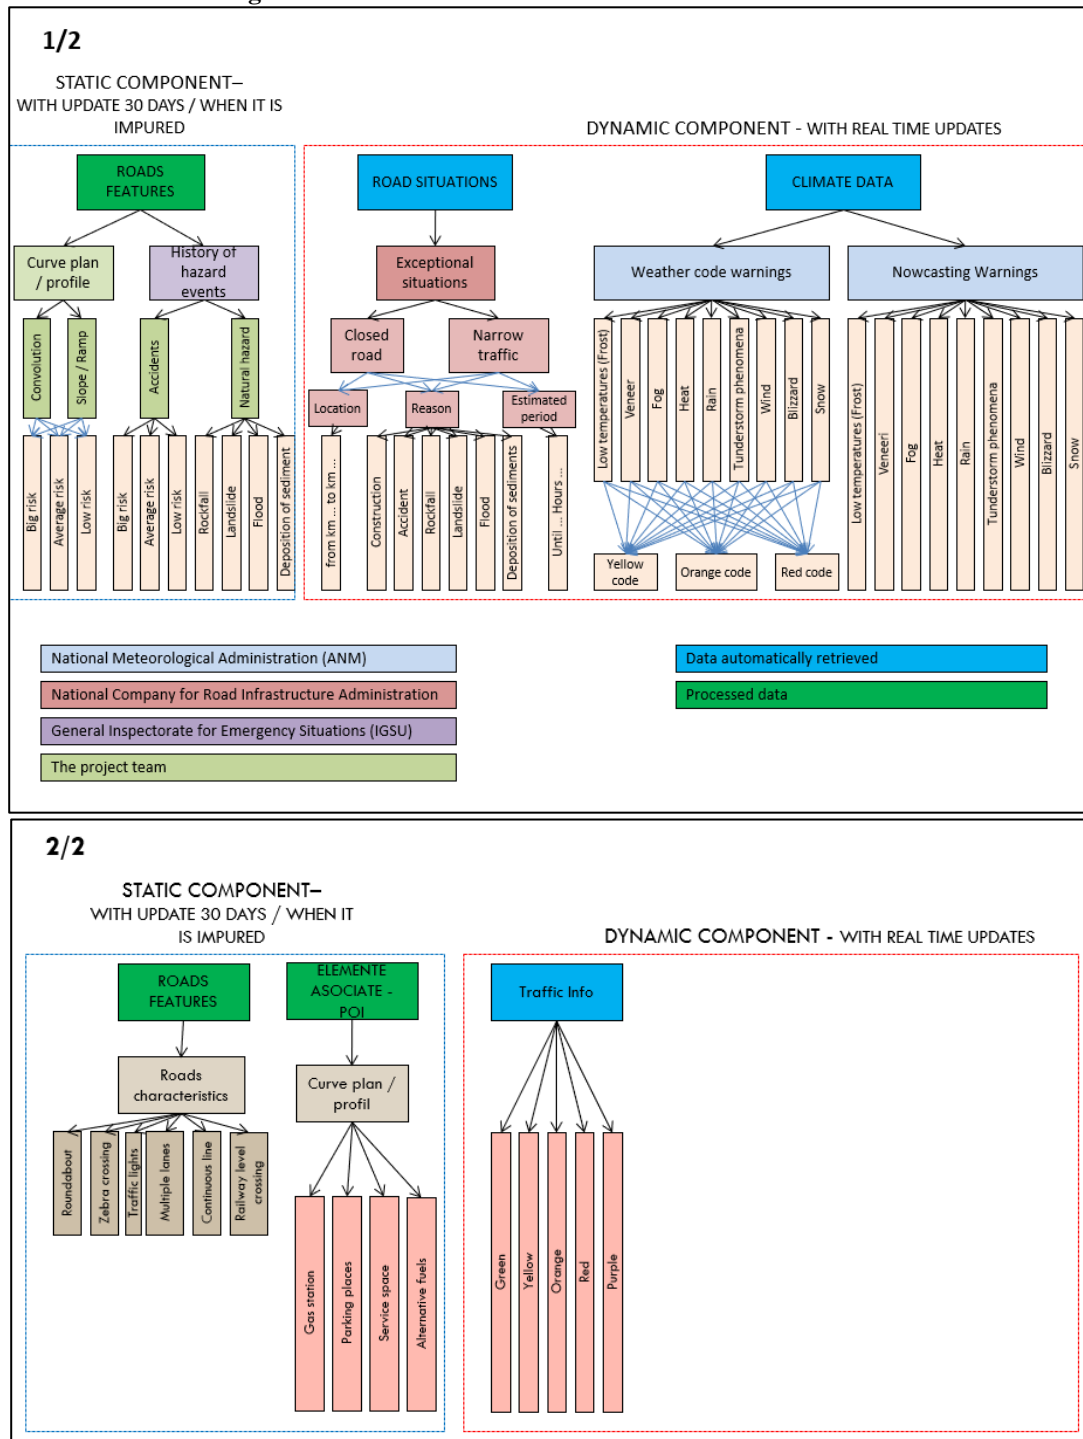 1/2
STATIC COMPONENT–
WITH UPDATE 30 DAYS / WHEN IT IS
IMPURED
DYNAMIC COMPONENT - WITH REAL TIME UPDATES
ROADS
FEATURES
ROAD SITUATIONS
CLIMATE DATA
Curve plan
/ profile
History of
hazard
events
Exceptional
situations
Weather code warnings
Nowcasting Warnings
Convolution
Slope / Ramp
Accidents
Natural hazard
Closed
road
Narrow
traffic
Location
Reason
Estimated
period
Low temperatures (Frost)
Veneer
Fog
Heat
Rain
Tunderstorm phenomena
Wind
Blizzard
Snow
Low temperatures (Frost)
Veneeri
Fog
Heat
Rain
Tunderstorm phenomena
Wind
Blizzard
Snow
Big risk
Average risk
Low risk
Big risk
Average risk
Low risk
Rockfall
Landslide
Flood
Deposition of sediment
from km ... to km ...
Construction
Accident
Rockfall
Landslide
Flood
Deposition of sediments
Until ... Hours ...
Yellow
code
Orange code
Red code
National Meteorological Administration (ANM)
National Company for Road Infrastructure Administration
General Inspectorate for Emergency Situations (IGSU)
The project team
Data automatically retrieved
Processed data
2/2
STATIC COMPONENT–
WITH UPDATE 30 DAYS / WHEN IT
IS IMPURED
DYNAMIC COMPONENT - WITH REAL TIME UPDATES
ROADS
FEATURES
ELEMENTE
ASOCIATE -
POI
Traffic Info
Roads
characteristics
Curve plan /
profil
Roundabout
Zebra crossing
Traffic lights
Multiple lanes
Continuous line
Railway level
crossing
Gas station
Parking places
Service space
Alternative fuels
Green
Yellow
Orange
Red
Purple